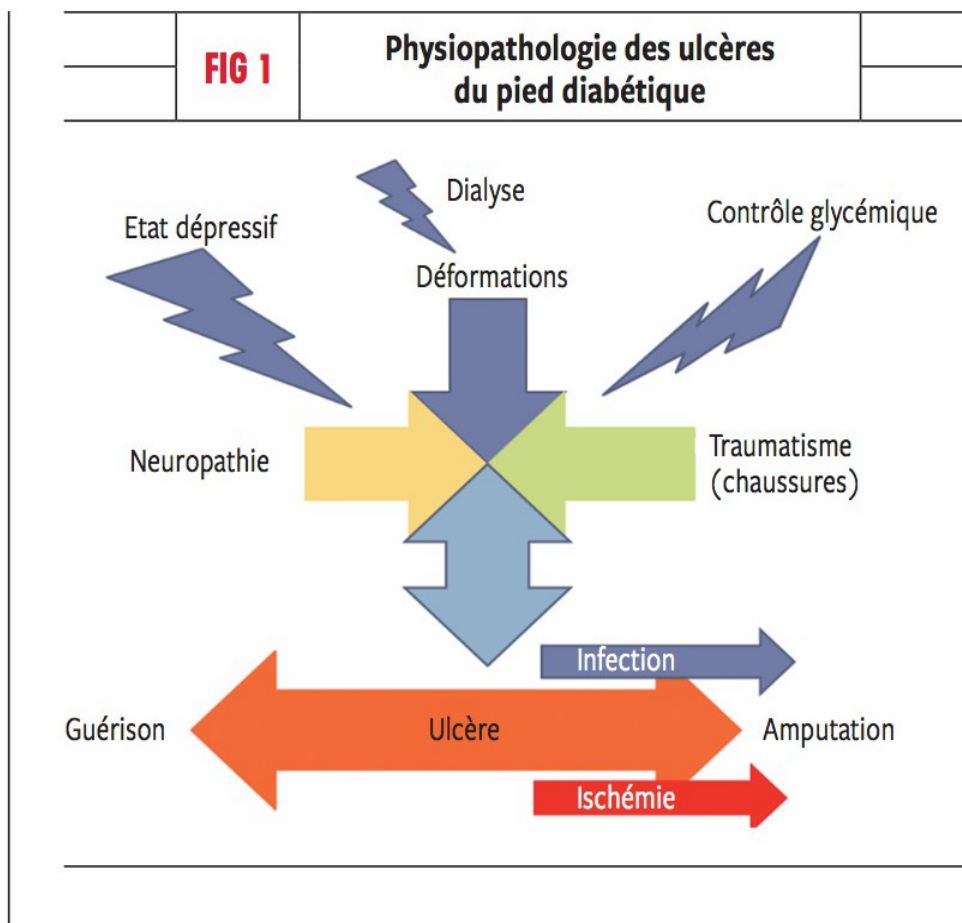 FIG 1
Physiopathologie des ulcères
du pied diabétique
Dialyse
Etat dépressif
Contrôle glycémique
Déformations
Neuropathie
Traumatisme
(chaussures)
Infection
Guérison
Ulcère
Amputation
Ischémie